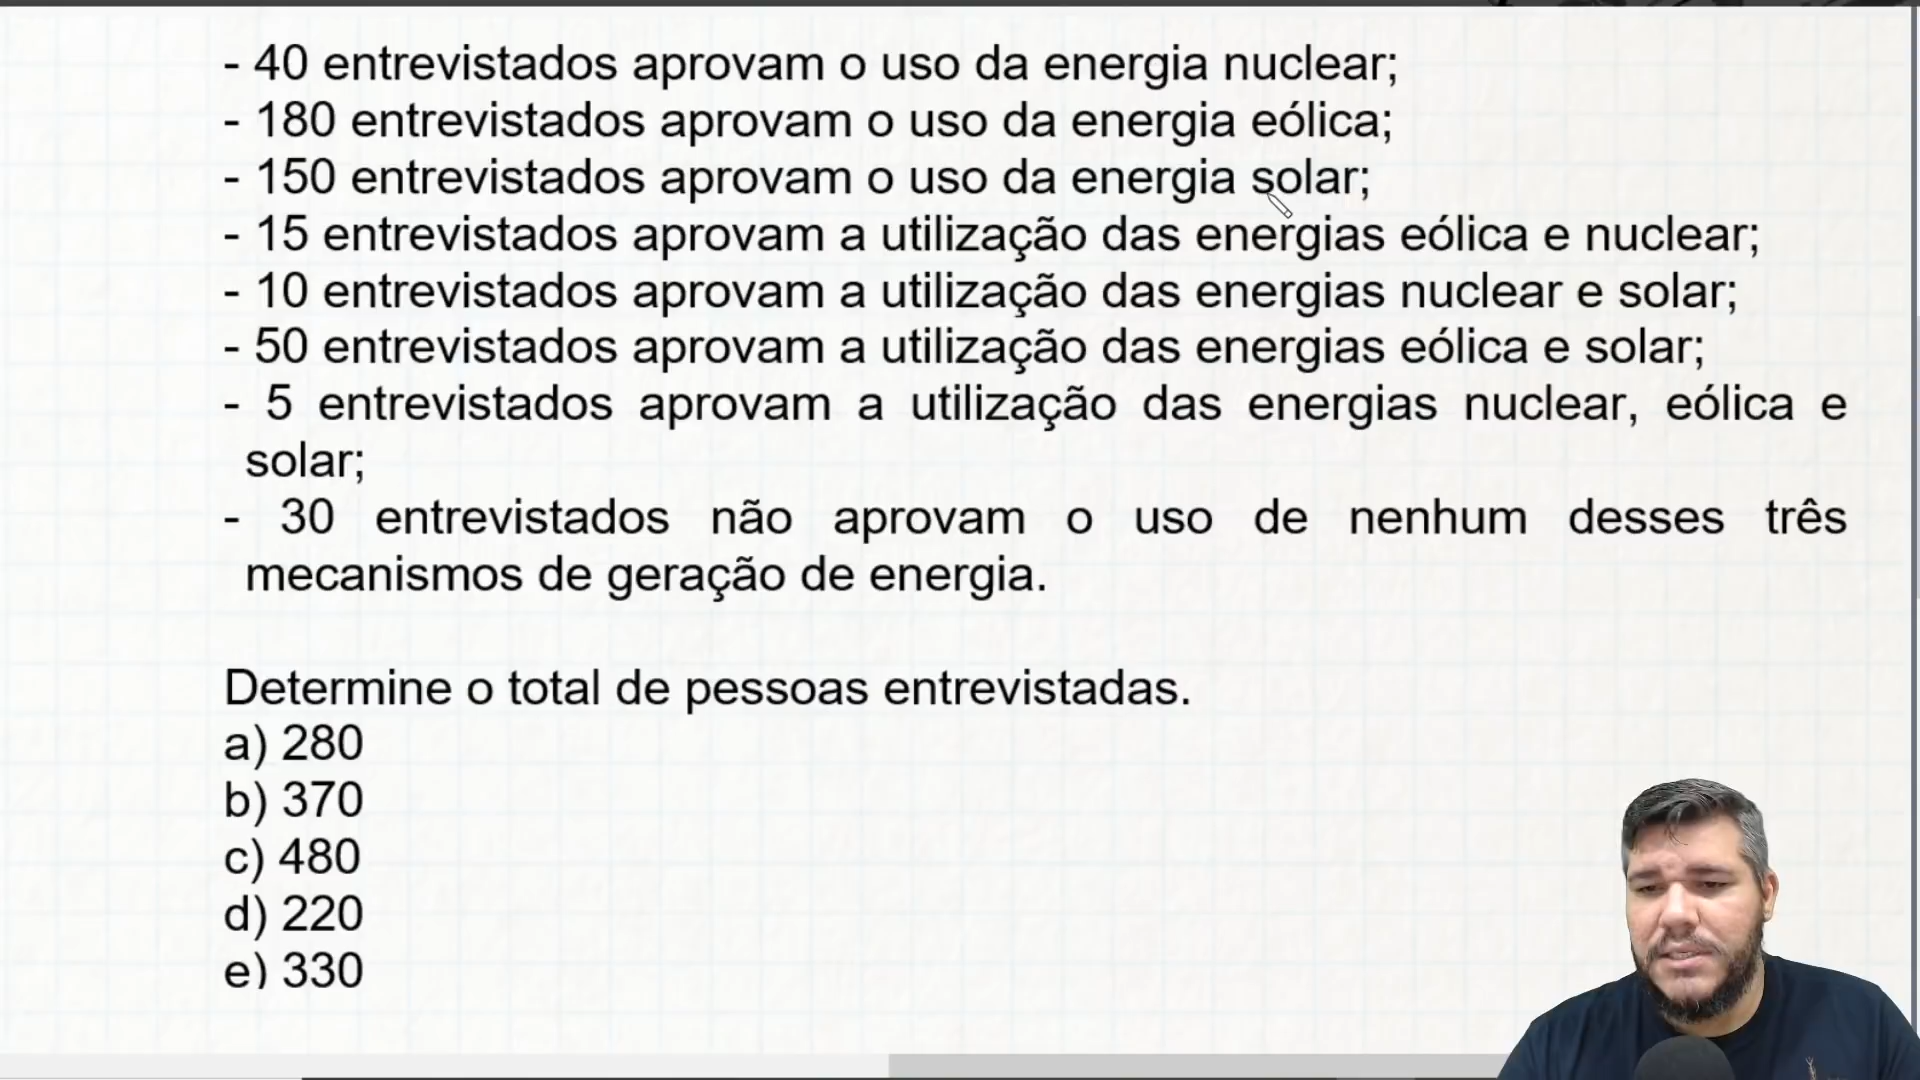 - 40 entrevistados aprovam o uso da energia nuclear;
- 180 entrevistados aprovam o uso da energia eólica;
- 150 entrevistados aprovam o uso da energia solar;
- 15 entrevistados aprovam a utilização das energias eólica e nuclear;
- 10 entrevistados aprovam a utilização das energias nuclear e solar;
- 50 entrevistados aprovam a utilização das energias eólica e solar;
- 5 entrevistados aprovam a utilização das energias nuclear, eólica e
solar;
- 30 entrevistados não aprovam o uso de nenhum desses três
mecanismos de geração de energia.
Determine o total de pessoas entrevistadas.
a) 280
b) 370
c) 480
d) 220
e) 330